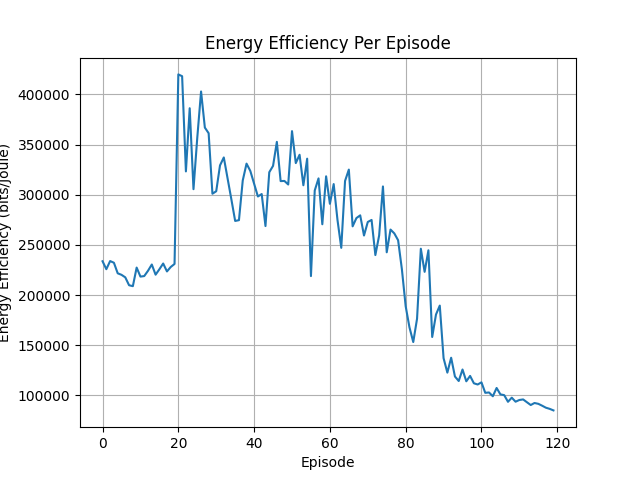 Energy Efficiency Per Episode
Energy Efficiency (bits/Joule)
400000
350000
300000
250000
200000
150000
100000
0 20 40 60 80 100 120
Episode